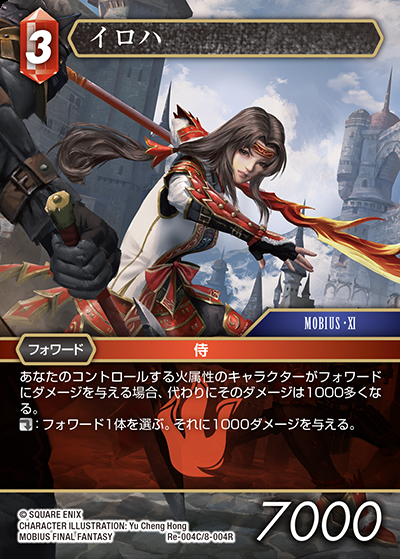 3
イロハ
MOBIUS・XI
フォワード
侍
あなたのコントロールする火属性のキャラクターがフォワード
にダメージを与える場合、代わりにそのダメージは1000多くな
る。
:フォワード1体を選ぶ。それに1000ダメージを与える。
© SQUARE ENIX
CHARACTER ILLUSTRATION: Yu Cheng Hong
MOBIUS FINAL FANTASY
Re-004C/8-004R
7000